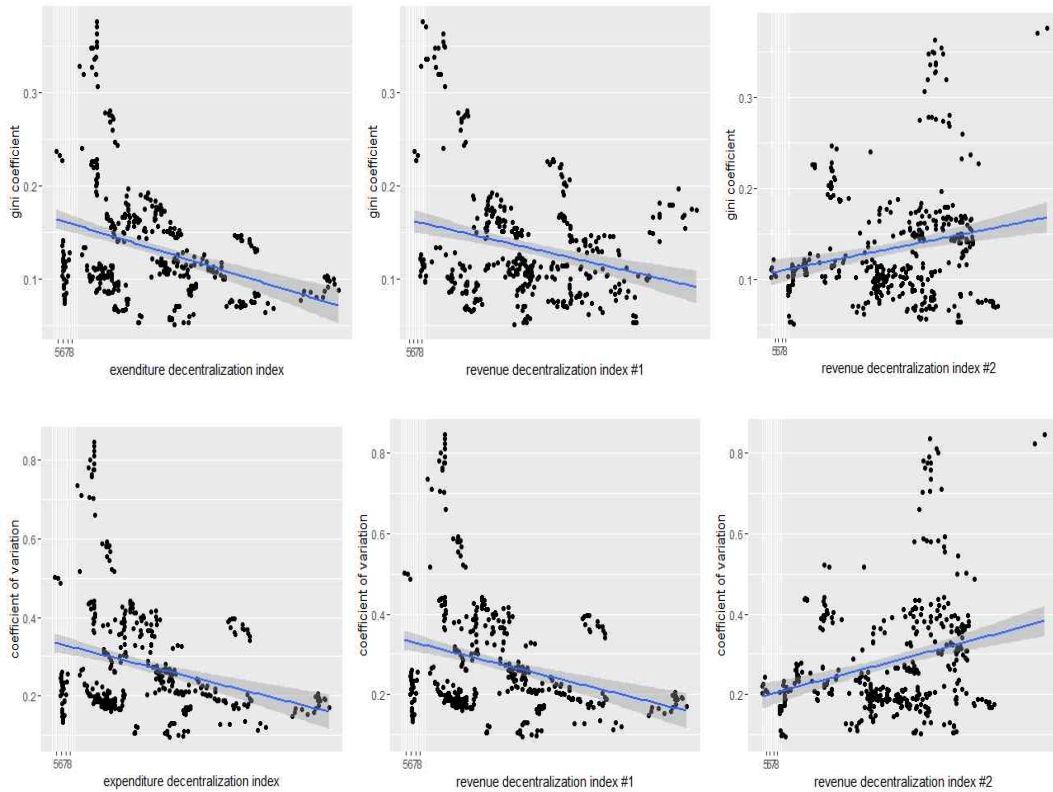 gini coefficient
0.3-
0.2-
0.1-
5678
exenditure decentralization index
gini coefficient
0.3-
0.2-
0.1-
5678
revenue decentralization index #1
gini coefficient
0.3-
0.2-
0.1-
5678
revenue decentralization index #2
coefficient of variation
0.8-
0.6-
0.4-
0.2-
5678
expenditure decentralization index
coefficient of variation
0.8-
0.6-
0.4-
0.2-
5678
revenue decentralization index #1
coefficient of variation
0.8-
0.6-
0.4-
0.2-
5678
revenue decentralization index #2